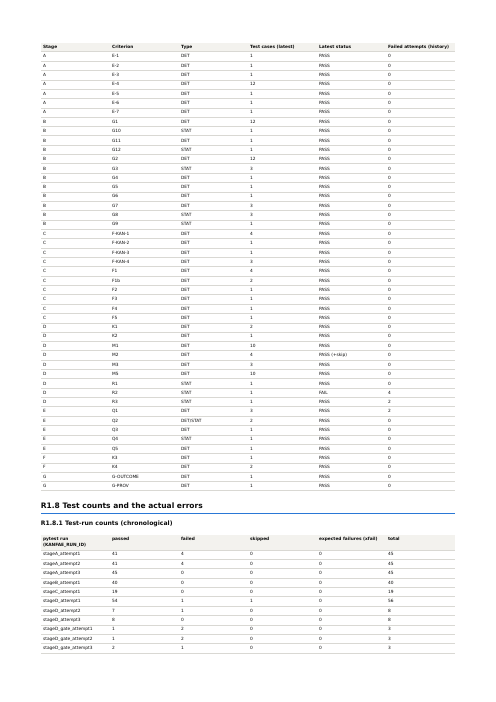 Stage Criterion Type Test cases (latest) Latest status Failed attempts (history)
A E-1 DET 1 PASS 0
A E-2 DET 1 PASS 0
A E-3 DET 1 PASS 0
A E-4 DET 12 PASS 0
A E-5 DET 1 PASS 0
A E-6 DET 1 PASS 0
A E-7 DET 1 PASS 0
B G1 DET 12 PASS 0
B G10 STAT 1 PASS 0
B G11 DET 1 PASS 0
B G12 STAT 1 PASS 0
B G2 DET 12 PASS 0
B G3 STAT 3 PASS 0
B G4 DET 1 PASS 0
B G5 DET 1 PASS 0
B G6 DET 1 PASS 0
B G7 DET 3 PASS 0
B G8 STAT 3 PASS 0
B G9 STAT 1 PASS 0
C F-KAN-1 DET 4 PASS 0
C F-KAN-2 DET 1 PASS 0
C F-KAN-3 DET 1 PASS 0
C F-KAN-4 DET 3 PASS 0
C F1 DET 4 PASS 0
C F1b DET 2 PASS 0
C F2 DET 1 PASS 0
C F3 DET 1 PASS 0
C F4 DET 1 PASS 0
C F5 DET 1 PASS 0
D K1 DET 2 PASS 0
D K2 DET 1 PASS 0
D M1 DET 10 PASS 0
D M2 DET 4 PASS (+skip) 0
D M3 DET 3 PASS 0
D M5 DET 10 PASS 0
D R1 STAT 1 PASS 0
D R2 STAT 1 FAIL 4
D R3 STAT 1 PASS 2
E Q1 DET 3 PASS 2
E Q2 DET/STAT 2 PASS 0
E Q3 DET 1 PASS 0
E Q4 STAT 1 PASS 0
E Q5 DET 1 PASS 0
F K3 DET 1 PASS 0
F K4 DET 2 PASS 0
G G-OUTCOME DET 1 PASS 0
G G-PROV DET 1 PASS 0
R1.8 Test counts and the actual errors
R1.8.1 Test-run counts (chronological)
pytest run passed failed skipped expected failures (xfail) total
(KANFAE_RUN_ID)
stageA_attempt1 41 4 0 0 45
stageA_attempt2 41 4 0 0 45
stageA_attempt3 45 0 0 0 45
stageB_attempt1 40 0 0 0 40
stageC_attempt1 19 0 0 0 19
stageD_attempt1 54 1 1 0 56
stageD_attempt2 7 1 0 0 8
stageD_attempt3 8 0 0 0 8
stageD_gate_attempt1 1 2 0 0 3
stageD_gate_attempt2 1 2 0 0 3
stageD_gate_attempt3 2 1 0 0 3